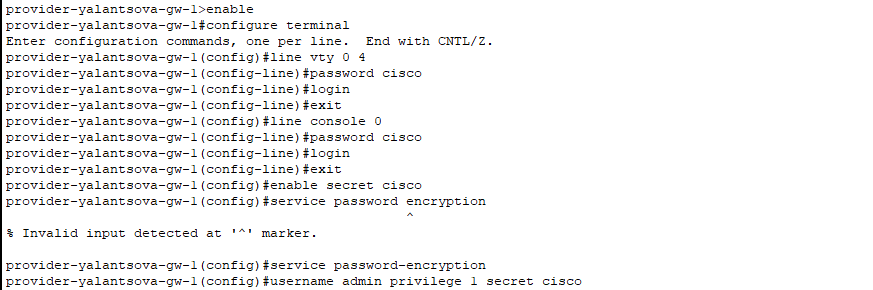 provider-yalantsova-gw-1>enable
provider-yalantsova-gw-1#configure terminal
Enter configuration commands, one per line.  End with CNTL/Z.
provider-yalantsova-gw-1(config)#line vty 0 4
provider-yalantsova-gw-1(config-line)#password cisco
provider-yalantsova-gw-1(config-line)#login
provider-yalantsova-gw-1(config-line)#exit
provider-yalantsova-gw-1(config)#line console 0
provider-yalantsova-gw-1(config-line)#password cisco
provider-yalantsova-gw-1(config-line)#login
provider-yalantsova-gw-1(config-line)#exit
provider-yalantsova-gw-1(config)#enable secret cisco
provider-yalantsova-gw-1(config)#service password encryption
                                                  ^
% Invalid input detected at '^' marker.

provider-yalantsova-gw-1(config)#service password-encryption
provider-yalantsova-gw-1(config)#username admin privilege 1 secret cisco